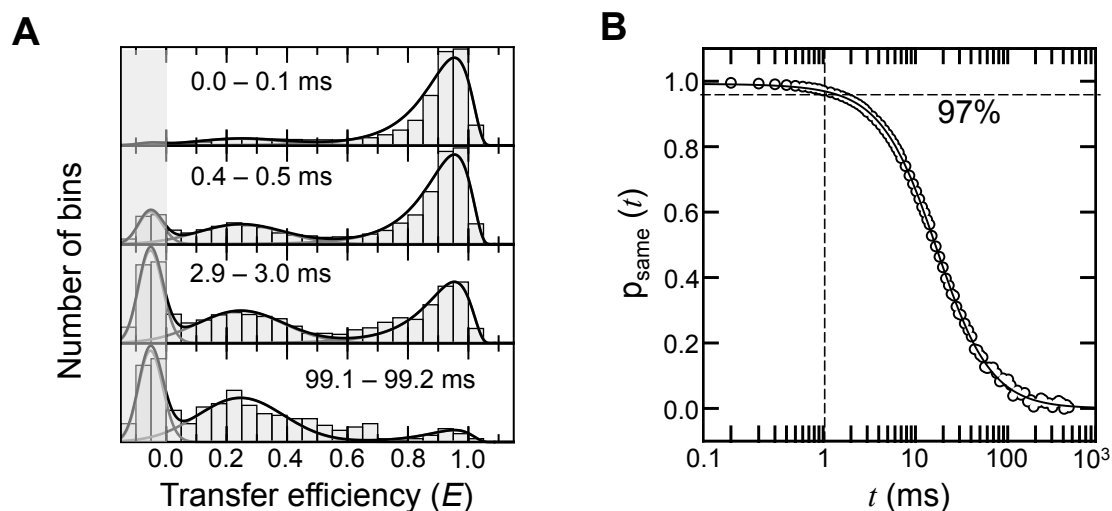 A
Number of bins
0.0 – 0.1 ms
0.4 – 0.5 ms
2.9 – 3.0 ms
99.1 – 99.2 ms
0.0 0.2 0.4 0.6 0.8 1.0
Transfer efficiency (E)
B
p_same (t)
1.0
0.8
0.6
0.4
0.2
0.0
97%
0.1 1 10 100 10³
t (ms)